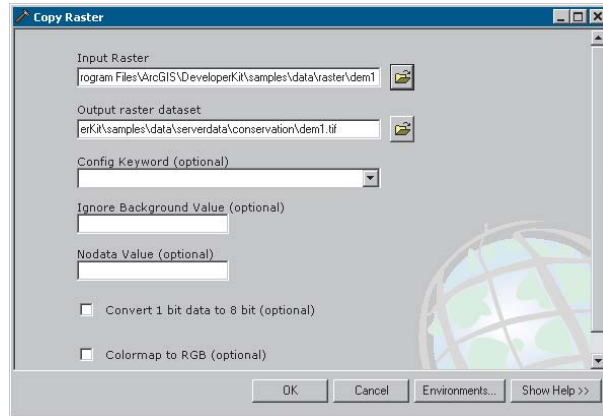 Copy Raster
Input Raster
rogram Files\ArcGIS\DeveloperKit\samples\data\raster\dem1
Output raster dataset
erKit\samples\data\serverdata\conservation\dem1.tif
Config Keyword (optional)
Ignore Background Value (optional)
Nodata Value (optional)
Convert 1 bit data to 8 bit (optional)
Colormap to RGB (optional)
OK Cancel Environments... Show Help >>